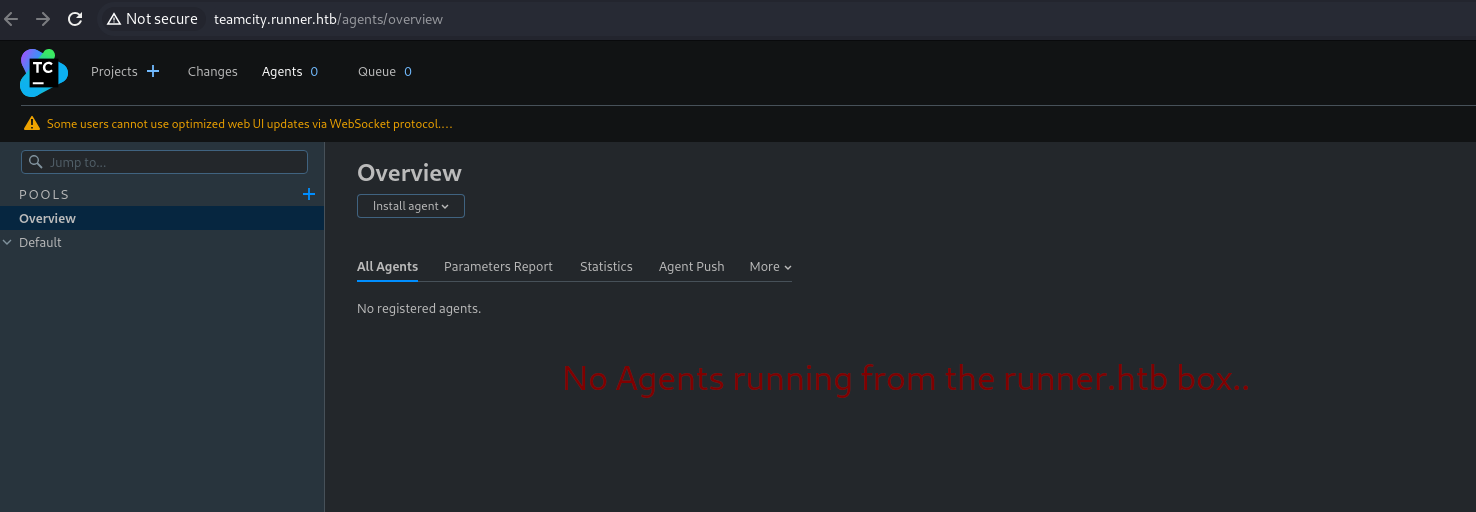 Not secure teamcity.runner.htb/agents/overview
TC
Projects + Changes Agents 0 Queue 0
Some users cannot use optimized web UI updates via WebSocket protocol....
Jump to...
POOLS +
Overview
Default
Overview
Install agent
All Agents Parameters Report Statistics Agent Push More
No registered agents.
No Agents running from the runner.htb box..